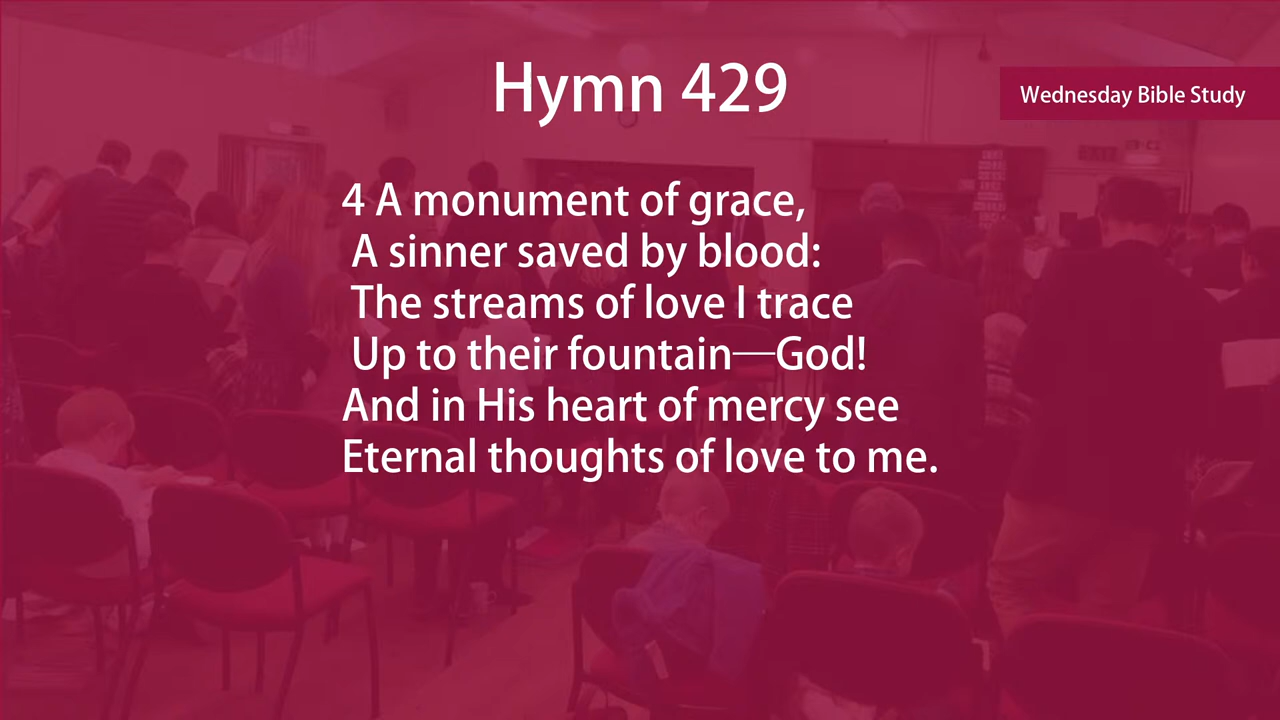 Hymn 429
Wednesday Bible Study
4 A monument of grace,
A sinner saved by blood:
The streams of love I trace
Up to their fountain—God!
And in His heart of mercy see
Eternal thoughts of love to me.